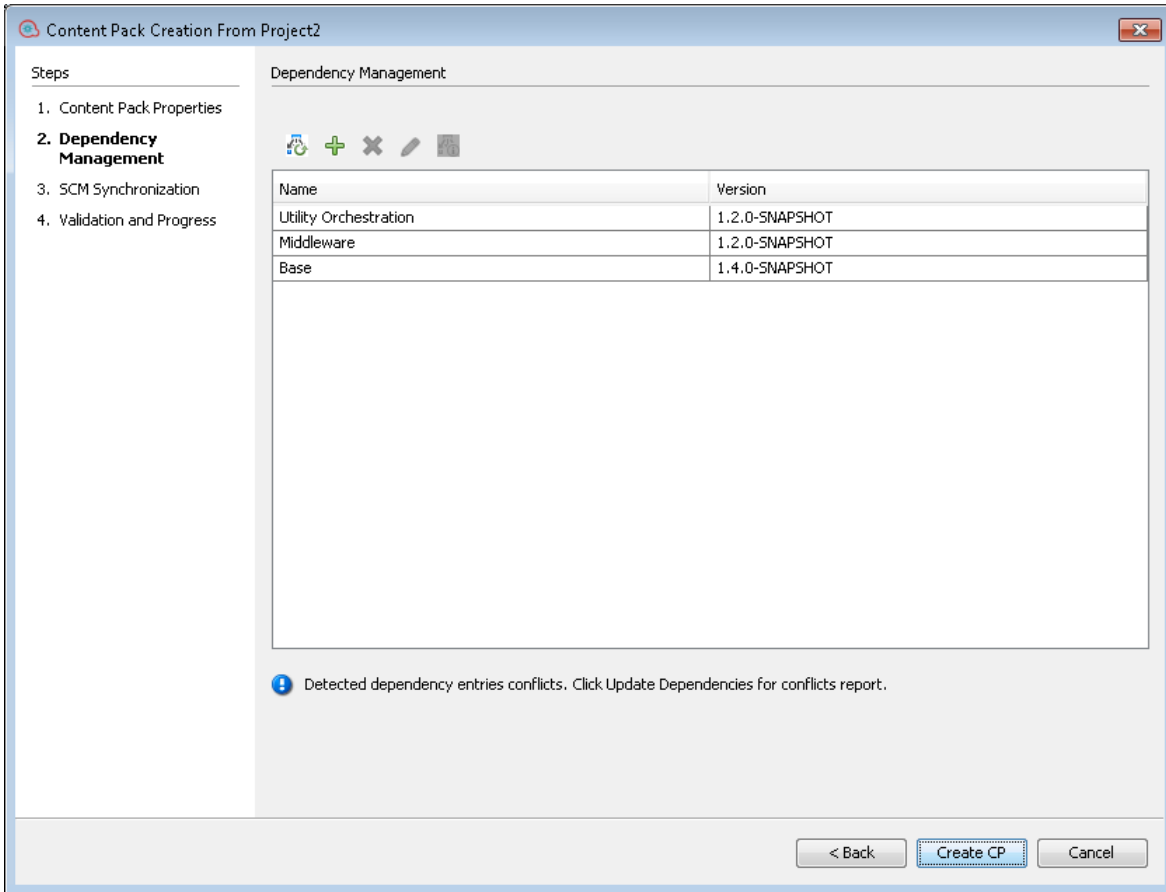 Content Pack Creation From Project2
Steps
1. Content Pack Properties
2. Dependency
Management
3. SCM Synchronization
4. Validation and Progress
Dependency Management
Name Version
Utility Orchestration 1.2.0-SNAPSHOT
Middleware 1.2.0-SNAPSHOT
Base 1.4.0-SNAPSHOT
Detected dependency entries conflicts. Click Update Dependencies for conflicts report.
< Back Create CP Cancel